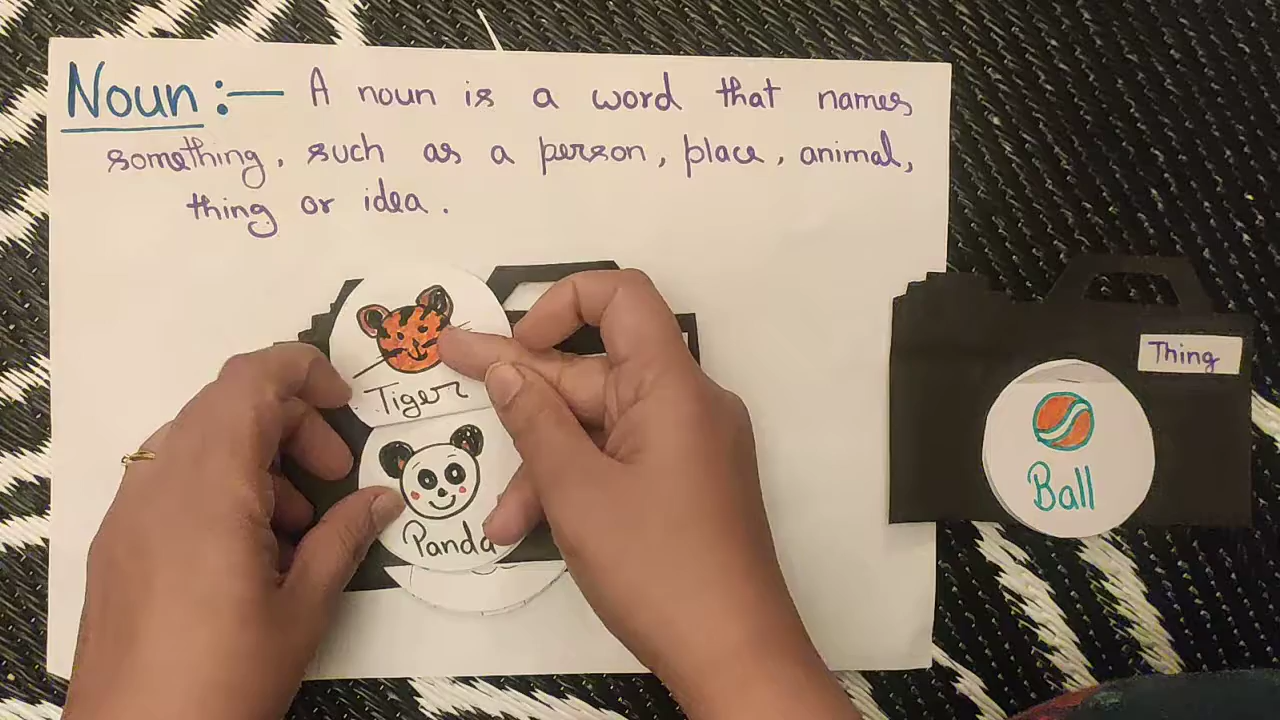 Noun :— A noun is a word that names
something, such as a person, place, animal,
thing or idea.
Tiger
Panda
Thing
Ball